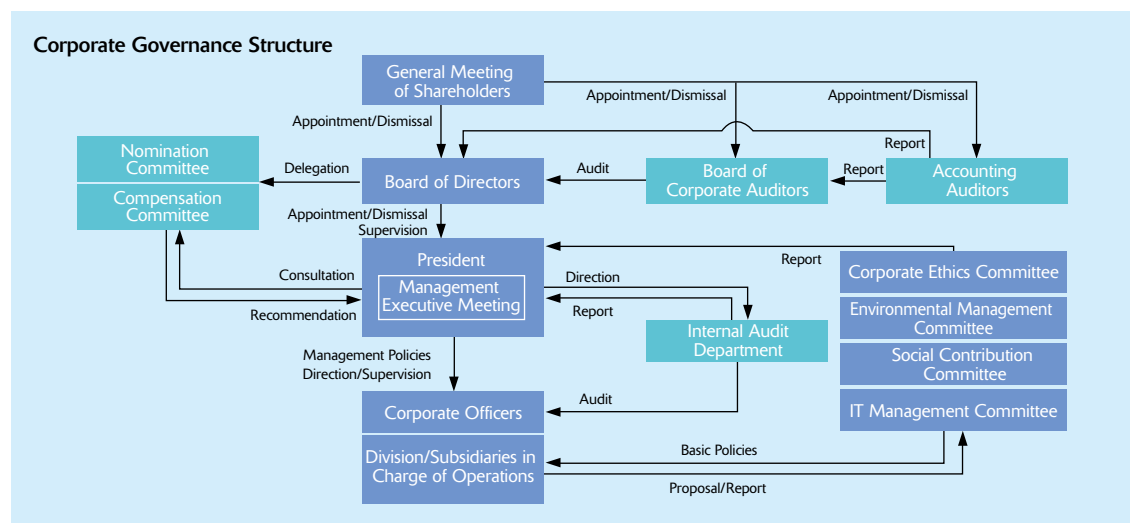 Corporate Governance Structure
General Meeting
of Shareholders
Appointment/Dismissal
Appointment/Dismissal
Appointment/Dismissal
Report
Nomination
Committee
Delegation
Board of Directors
Audit
Board of
Corporate Auditors
Report
Accounting
Auditors
Compensation
Committee
Appointment/Dismissal
Supervision
President
Management
Executive Meeting
Consultation
Recommendation
Direction
Report
Report
Internal Audit
Department
Corporate Ethics Committee
Environmental Management
Committee
Social Contribution
Committee
IT Management Committee
Management Policies
Direction/Supervision
Corporate Officers
Audit
Division/Subsidiaries in
Charge of Operations
Basic Policies
Proposal/Report